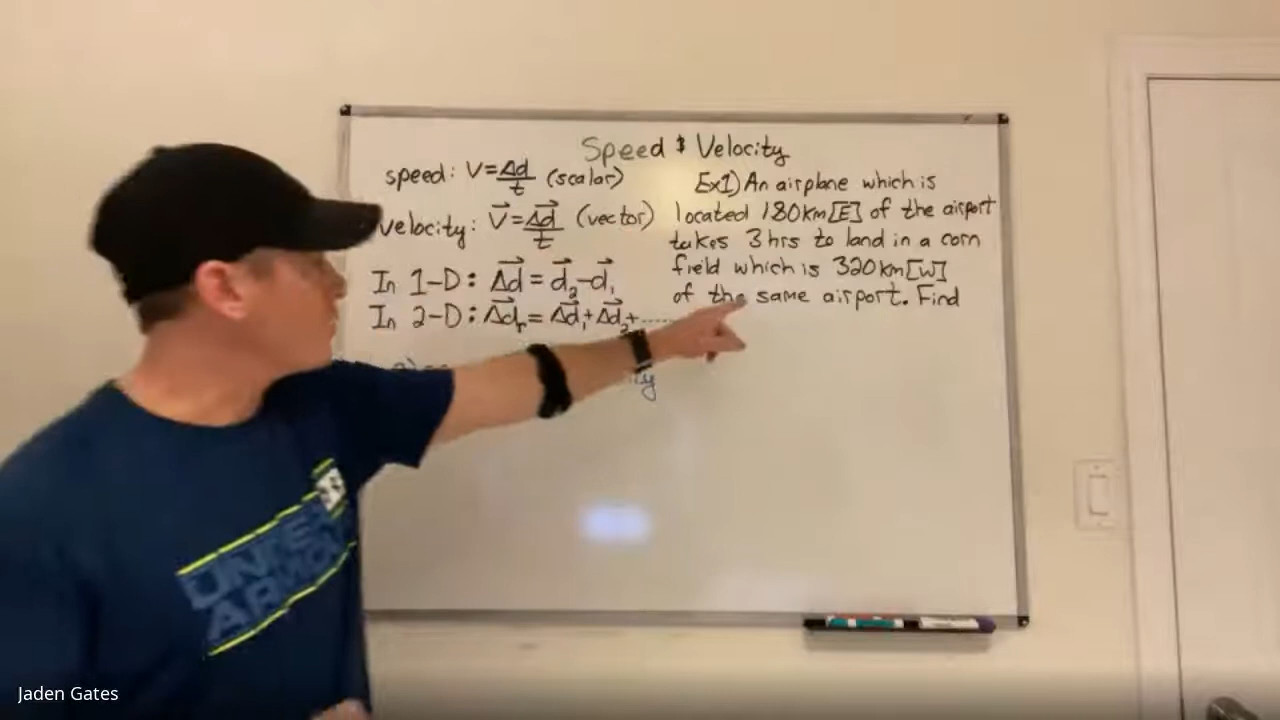 Speed $ Velocity
speed: V=Δd/t (scalar)
velocity: V⃗=Δd⃗/t (vector)
In 1-D: Δd⃗ = d⃗₂-d⃗₁
In 2-D: Δd⃗ᵣ= Δd⃗₁+Δd⃗₂+......
Ex1) An airplane which is
located 180km[E] of the airport
takes 3hrs to land in a corn
field which is 320km[W]
of the same airport. Find
UNDER
ARMOUR
Jaden Gates